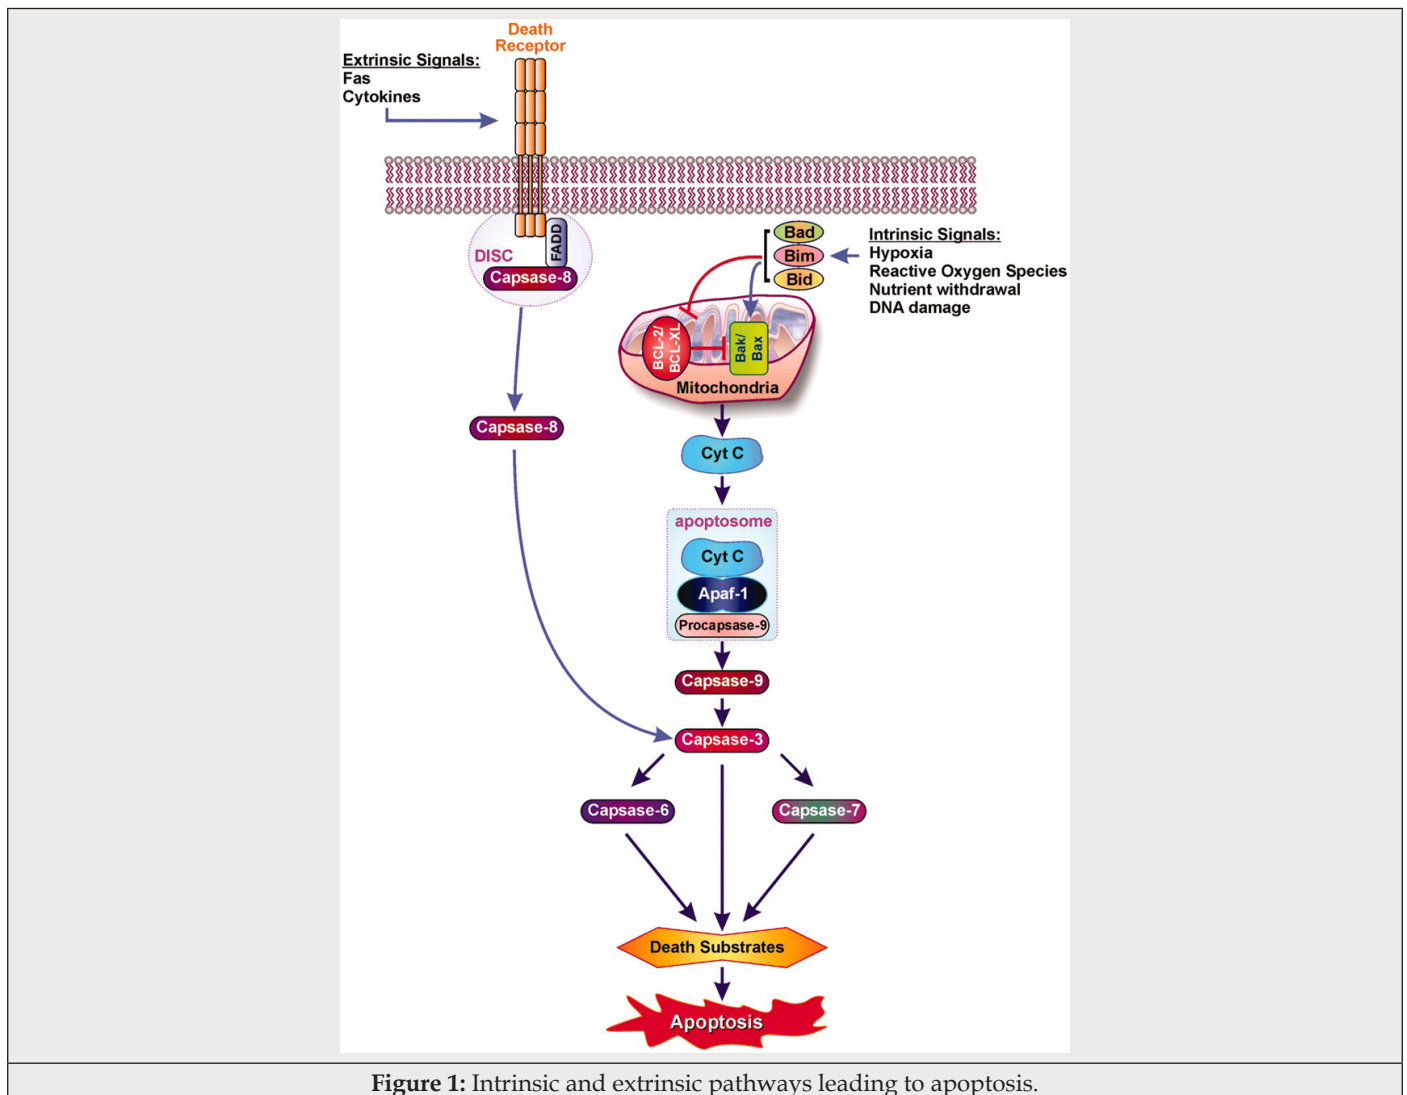 Death
Receptor
Extrinsic Signals:
Fas
Cytokines
FADD
DISC
Capsase-8
Bad
Bim
Bid
Intrinsic Signals:
Hypoxia
Reactive Oxygen Species
Nutrient withdrawal
DNA damage
BCL-2/
BCL-XL
Bak/
Bax
Mitochondria
Capsase-8
Cyt C
apoptosome
Cyt C
Apaf-1
Procapsase-9
Capsase-9
Capsase-3
Capsase-6
Capsase-7
Death Substrates
Apoptosis
Figure 1: Intrinsic and extrinsic pathways leading to apoptosis.